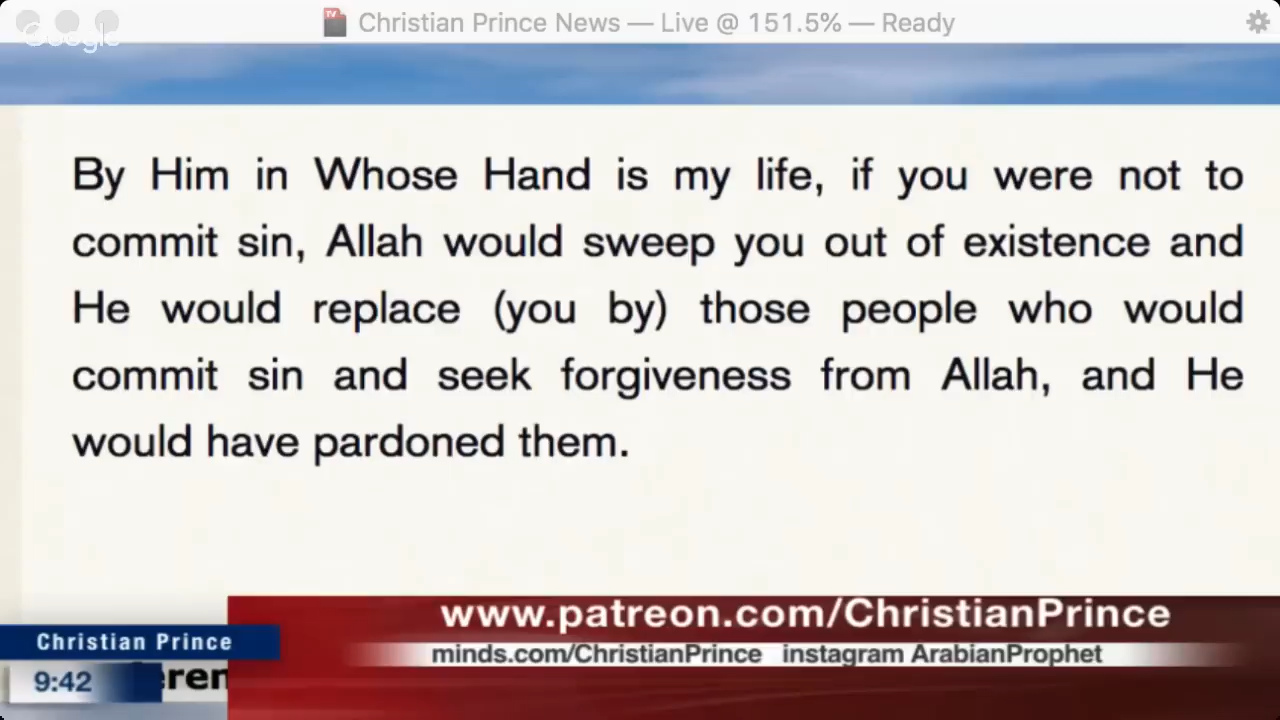 Christian Prince News — Live @ 151.5% — Ready
Google
By Him in Whose Hand is my life, if you were not to
commit sin, Allah would sweep you out of existence and
He would replace (you by) those people who would
commit sin and seek forgiveness from Allah, and He
would have pardoned them.
www.patreon.com/ChristianPrince
Christian Prince
minds.com/ChristianPrince instagram ArabianProphet
9:42